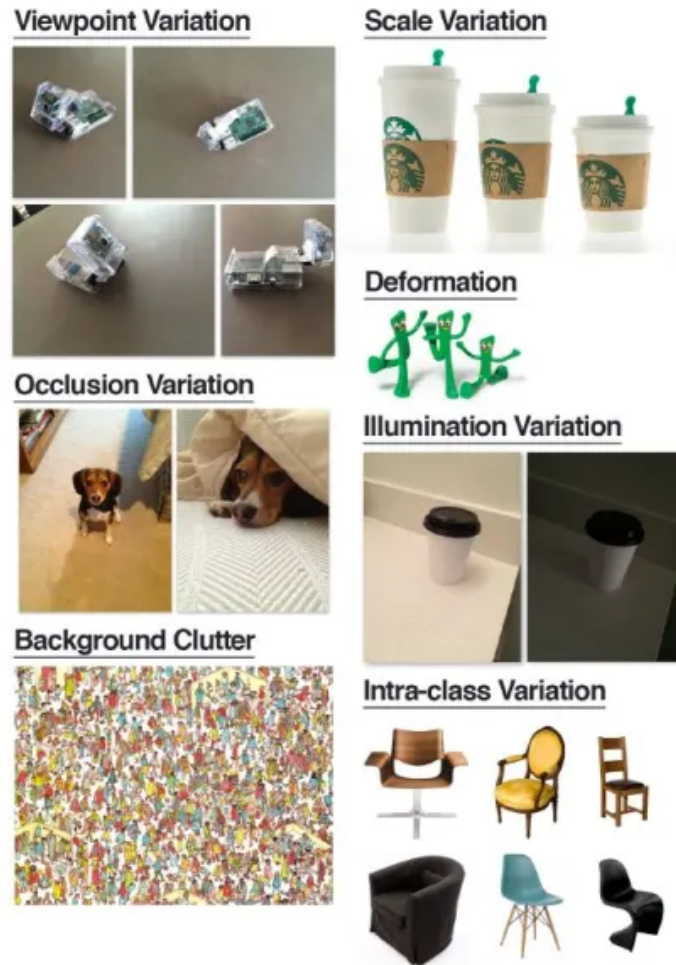 Viewpoint Variation
Scale Variation
Deformation
Occlusion Variation
Illumination Variation
Background Clutter
Intra-class Variation